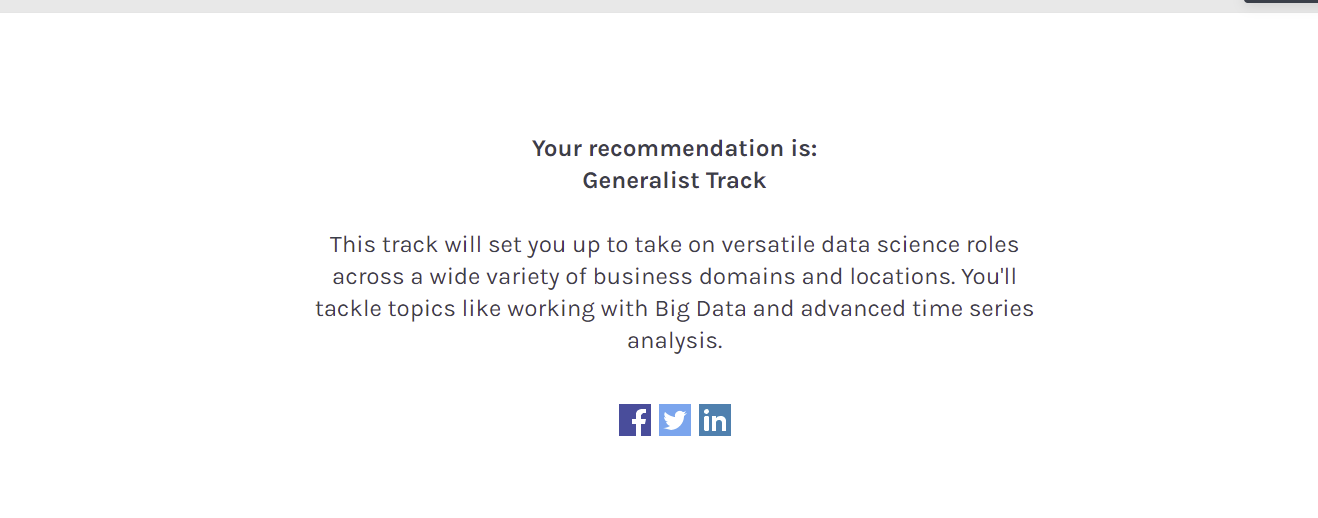 Your recommendation is:
Generalist Track
This track will set you up to take on versatile data science roles
across a wide variety of business domains and locations. You'll
tackle topics like working with Big Data and advanced time series
analysis.
f in